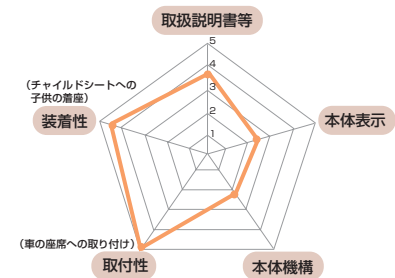 取扱説明書等
5
4
3
2
1
(チャイルドシートへの
子供の着座)
装着性
本体表示
(車の座席への取り付け)
取付性
本体機構